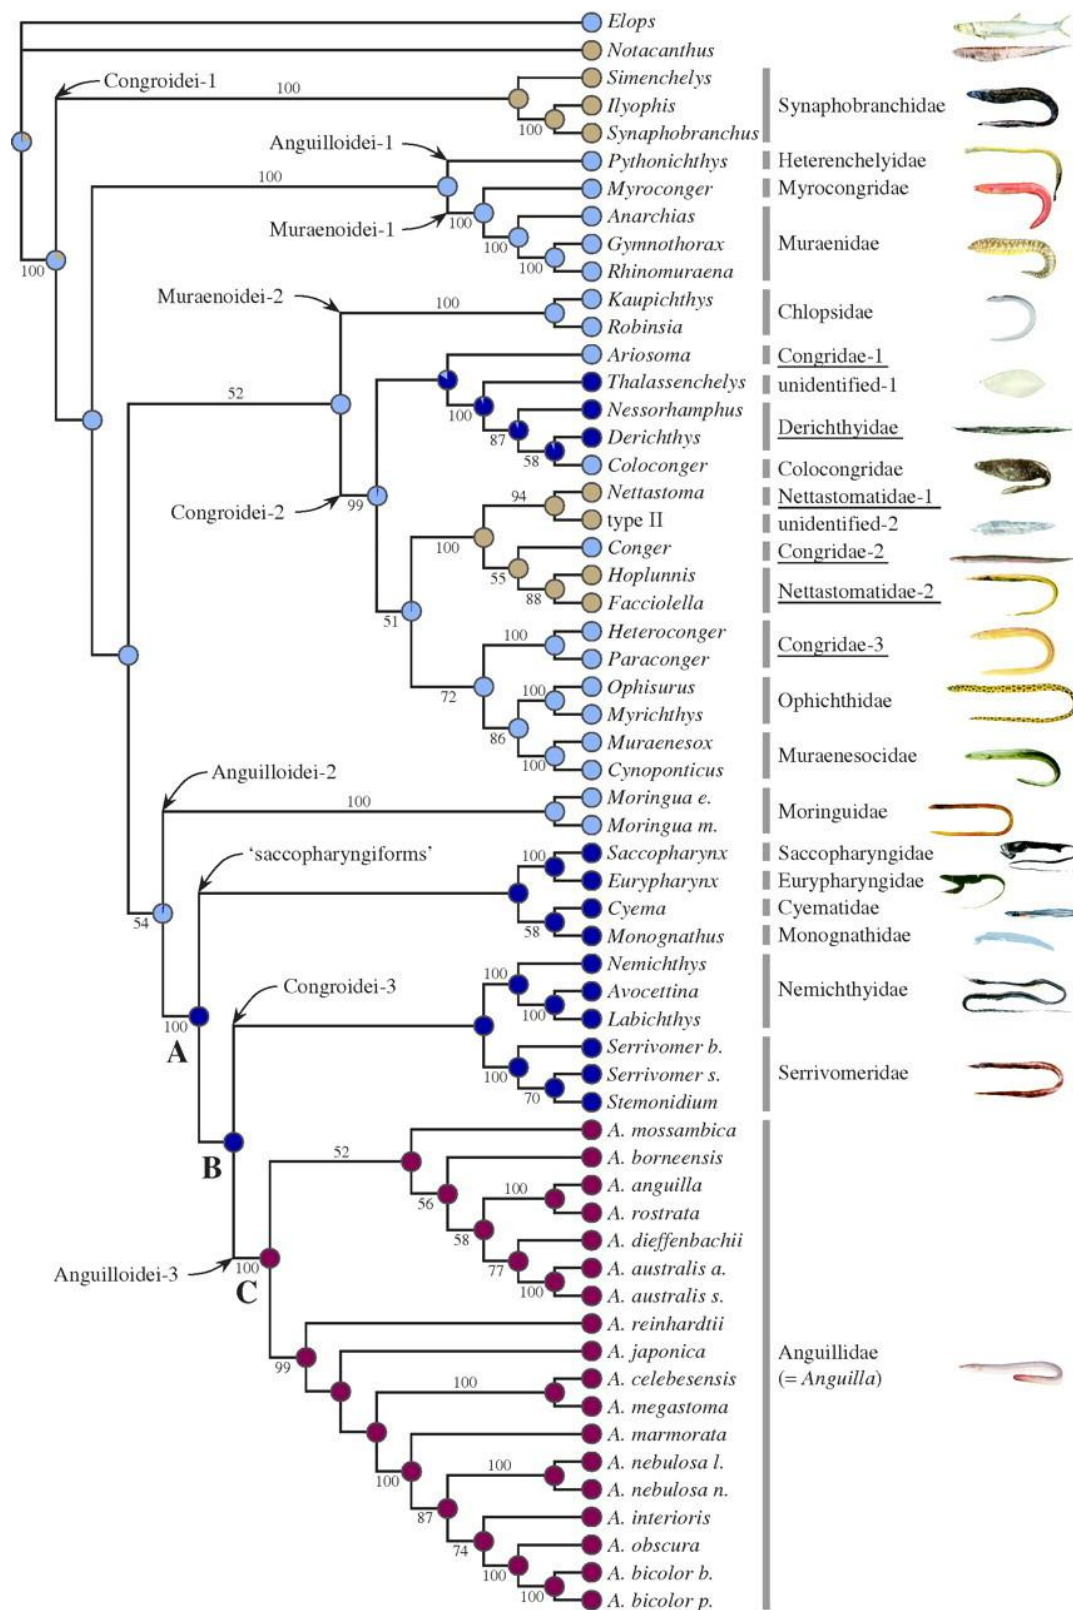 Elops
Notacanthus
Congroidei-1
100
Simenchelys
Ilyophis
100
Synaphobranchus
Synaphobranchidae
Anguilloidei-1
Pythonichthys
Heterenchelyidae
100
Myroconger
Myrocongridae
Muraenoidei-1
100
Anarchias
100
Gymnothorax
Muraenidae
100
100
Rhinomuraena
Muraenoidei-2
100
Kaupichthys
Robinsia
Chlopsidae
Ariosoma
Congridae-1
52
100
Thalassenchelys
unidentified-1
87
Nessorhamphus
58
Derichthys
Derichthyidae
Coloconger
Colocongridae
Congroidei-2
99
94
Nettastoma
Nettastomatidae-1
type II
unidentified-2
100
Conger
Congridae-2
55
Hoplunnis
88
Facciolella
Nettastomatidae-2
51
100
Heteroconger
Paraconger
Congridae-3
72
100
Ophisurus
Myrichthys
Ophichthidae
86
Muraenesox
100
Cynoponticus
Muraenesocidae
Anguilloidei-2
100
Moringua e.
Moringua m.
Moringuidae
'saccopharyngiforms'
100
Saccopharynx
Saccopharyngidae
Eurypharynx
Eurypharyngidae
54
Cyema
Cyematidae
58
Monognathus
Monognathidae
Congroidei-3
100
Nemichthys
Avocettina
Nemichthyidae
100
Labichthys
100
A
Serrivomer b.
100
Serrivomer s.
Serrivomeridae
70
Stemonidium
B
52
A. mossambica
A. borneensis
56
100
A. anguilla
A. rostrata
58
A. dieffenbachii
77
A. australis a.
100
A. australis s.
Anguilloidei-3
100
C
A. reinhardtii
99
A. japonica
Anguillidae
(= Anguilla)
100
A. celebesensis
A. megastoma
A. marmorata
100
100
A. nebulosa l.
A. nebulosa n.
87
A. interioris
74
A. obscura
100
A. bicolor b.
100
A. bicolor p.